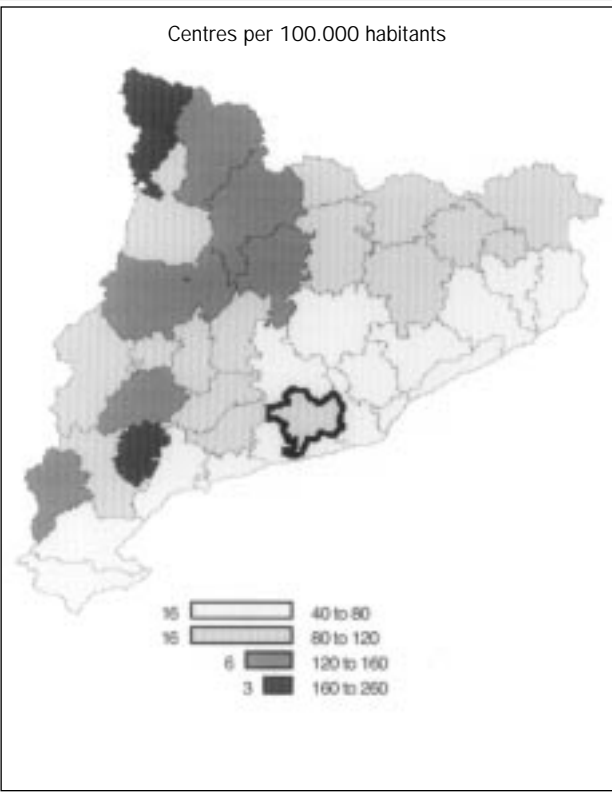 Centres per 100.000 habitants
16 40 to 80
16 80 to 120
6 120 to 160
3 160 to 260